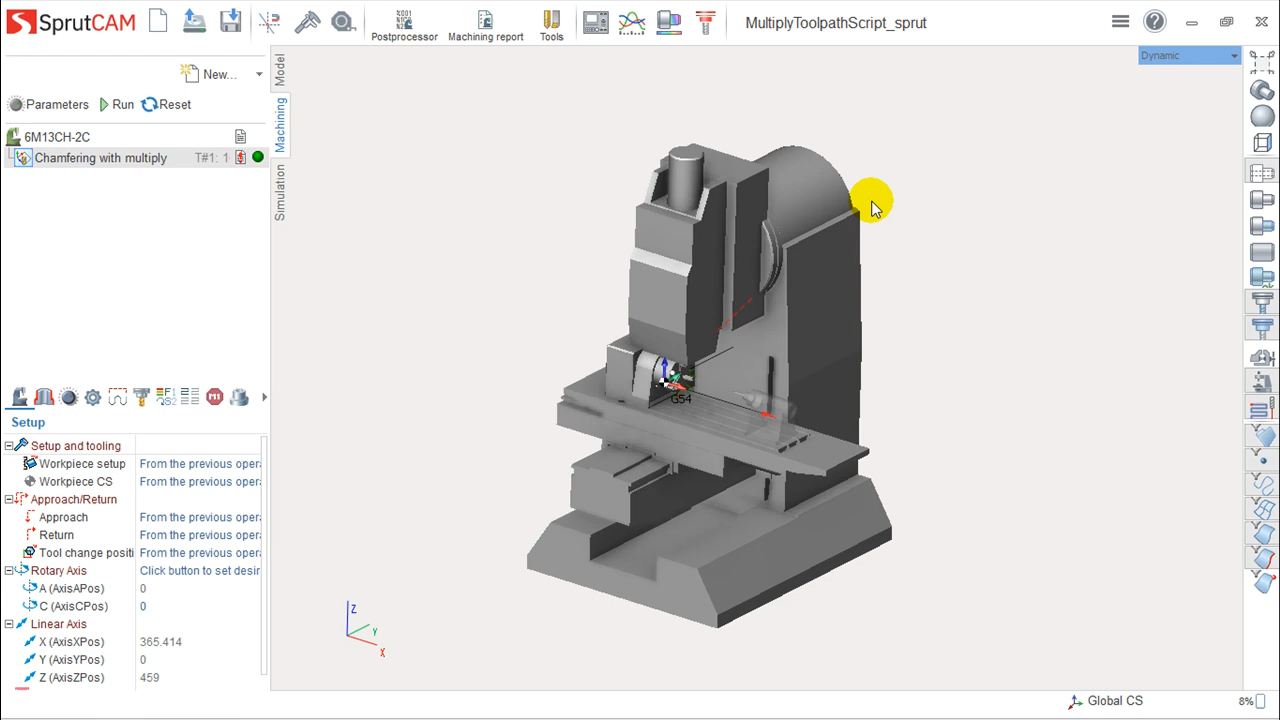 SprutCAM
Postprocessor
Machining report
Tools
MultiplyToolpathScript_sprut
New...
Parameters
Run
Reset
6M13CH-2C
Chamfering with multiply
T#1: 1
Model
Machining
Simulation
Dynamic
G54
Setup
Setup and tooling
Workpiece setup From the previous oper
Workpiece CS From the previous oper
Approach/Return
Approach From the previous oper
Return From the previous oper
Tool change positi From the previous oper
Rotary Axis Click button to set desir
A (AxisAPos) 0
C (AxisCPos) 0
Linear Axis
X (AxisXPos) 365.414
Y (AxisYPos) 0
Z (AxisZPos) 459
Z
Y
X
Global CS
8%